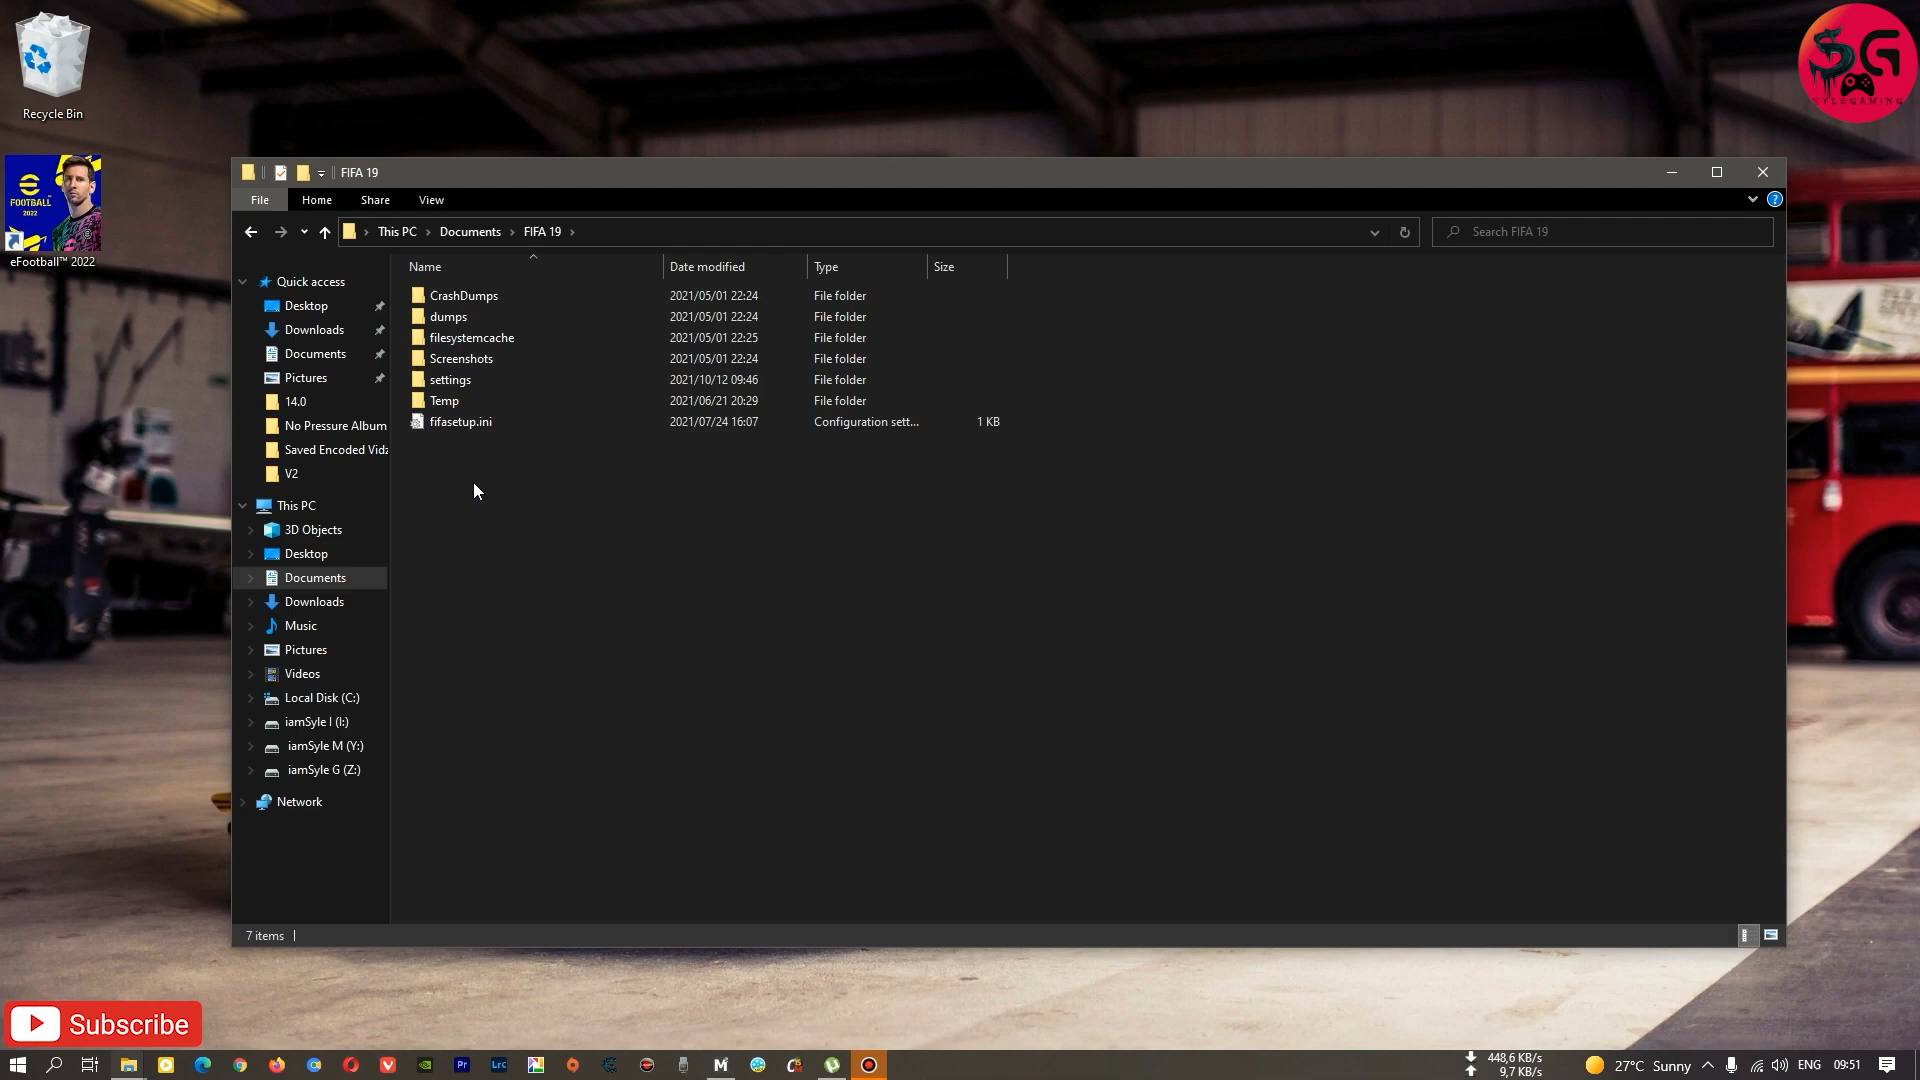 Recycle Bin
SG
SYLEGAMING
FOOTBALL
2022
eFootball™ 2022
FIFA 19
File Home Share View
This PC > Documents > FIFA 19 >
Search FIFA 19
Name Date modified Type Size
CrashDumps 2021/05/01 22:24 File folder
dumps 2021/05/01 22:24 File folder
filesystemcache 2021/05/01 22:25 File folder
Screenshots 2021/05/01 22:24 File folder
settings 2021/10/12 09:46 File folder
Temp 2021/06/21 20:29 File folder
fifasetup.ini 2021/07/24 16:07 Configuration sett... 1 KB
Quick access
Desktop
Downloads
Documents
Pictures
14.0
No Pressure Album
Saved Encoded Vidz
V2
This PC
3D Objects
Desktop
Documents
Downloads
Music
Pictures
Videos
Local Disk (C:)
iamSyle I (I:)
iamSyle M (Y:)
iamSyle G (Z:)
Network
7 items
Subscribe
Pr
Lrc
448,6 KB/s
9,7 KB/s
27°C Sunny
ENG
09:51